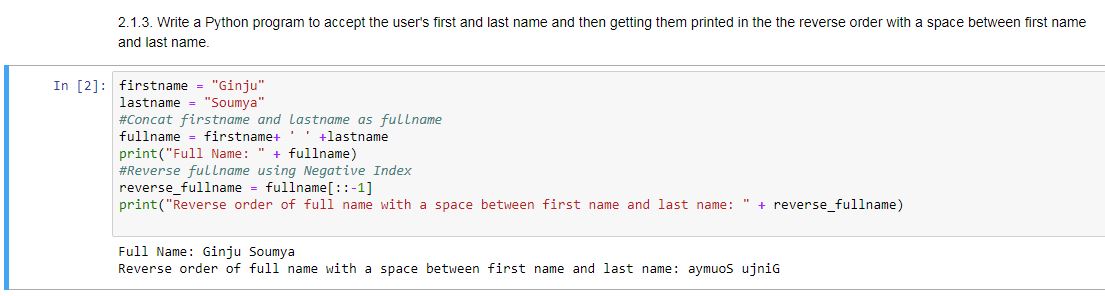 2.1.3. Write a Python program to accept the user's first and last name and then getting them printed in the the reverse order with a space between first name
and last name.
In [2]: firstname = "Ginju"
lastname = "Soumya"
#Concat firstname and lastname as fullname
fullname = firstname+ ' ' +lastname
print("Full Name: " + fullname)
#Reverse fullname using Negative Index
reverse_fullname = fullname[::-1]
print("Reverse order of full name with a space between first name and last name: " + reverse_fullname)
Full Name: Ginju Soumya
Reverse order of full name with a space between first name and last name: aymuoS ujniG